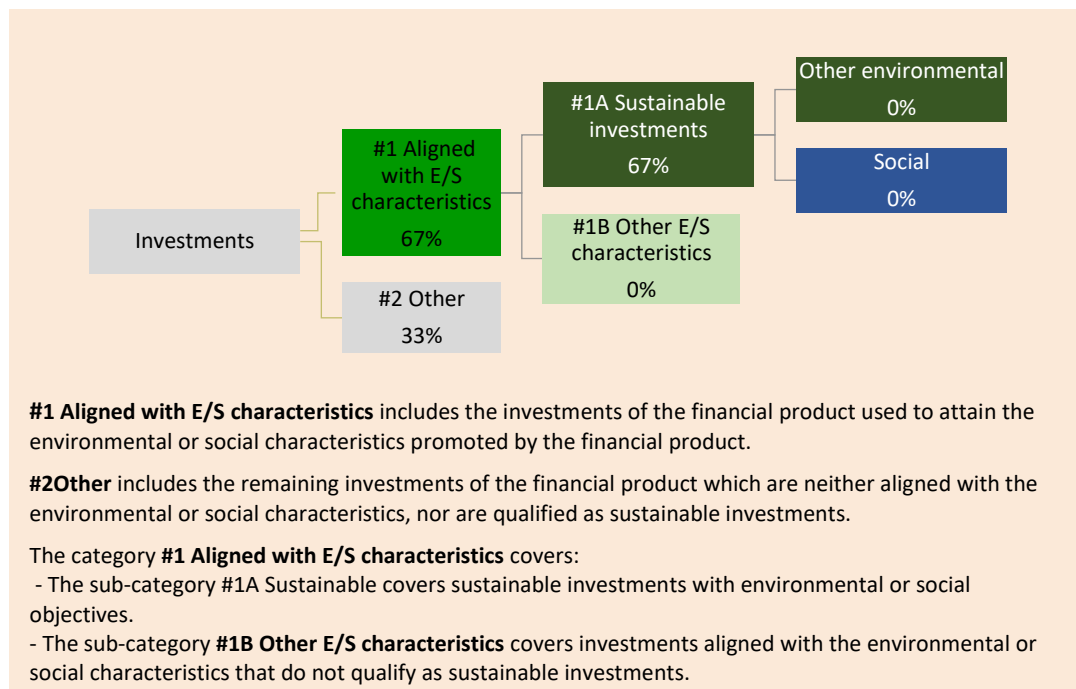 Investments
#1 Aligned
with E/S
characteristics
67%
#2 Other
33%
#1A Sustainable
investments
67%
#1B Other E/S
characteristics
0%
Other environmental
0%
Social
0%
#1 Aligned with E/S characteristics includes the investments of the financial product used to attain the
environmental or social characteristics promoted by the financial product.
#2Other includes the remaining investments of the financial product which are neither aligned with the
environmental or social characteristics, nor are qualified as sustainable investments.
The category #1 Aligned with E/S characteristics covers:
- The sub-category #1A Sustainable covers sustainable investments with environmental or social
objectives.
- The sub-category #1B Other E/S characteristics covers investments aligned with the environmental or
social characteristics that do not qualify as sustainable investments.